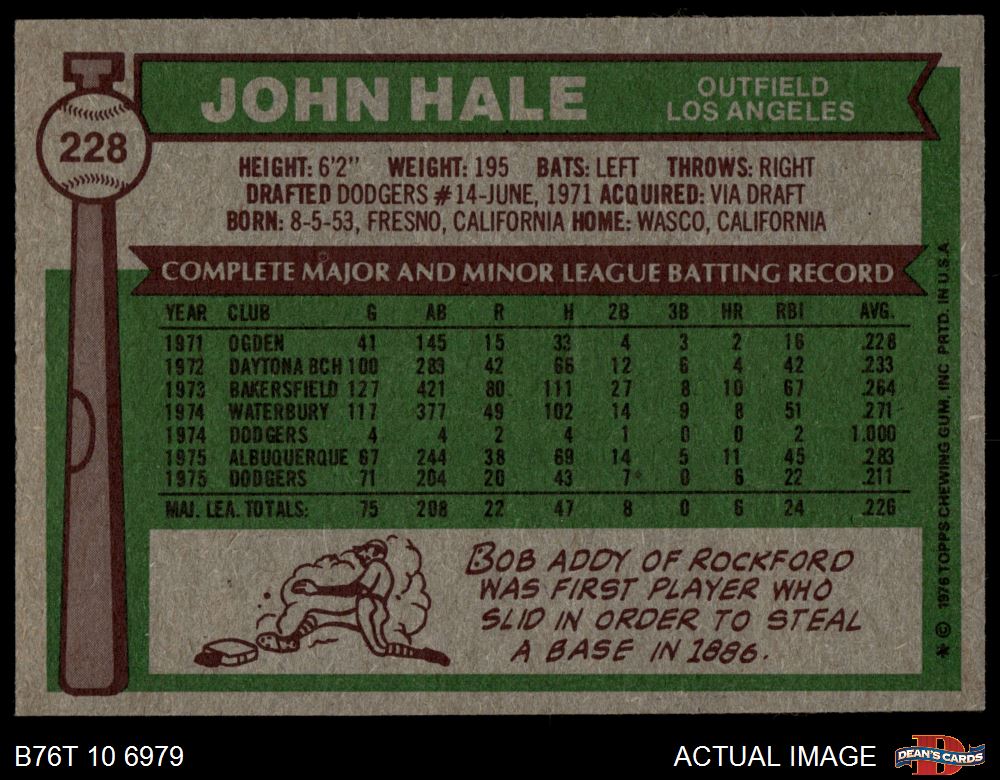 JOHN HALE
OUTFIELD
LOS ANGELES
228
HEIGHT: 6'2" WEIGHT: 195 BATS: LEFT THROWS: RIGHT
DRAFTED DODGERS #14-JUNE, 1971 ACQUIRED: VIA DRAFT
BORN: 8-5-53, FRESNO, CALIFORNIA HOME: WASCO, CALIFORNIA
COMPLETE MAJOR AND MINOR LEAGUE BATTING RECORD
YEAR CLUB G AB R H 2B 3B HR RBI AVG.
1971 OGDEN 41 145 15 33 4 3 2 16 .228
1972 DAYTONA BCH 100 283 42 66 12 6 4 42 .233
1973 BAKERSFIELD 127 421 80 111 27 8 10 67 .264
1974 WATERBURY 117 377 49 102 14 9 8 51 .271
1974 DODGERS 4 4 2 4 1 0 0 2 1.000
1975 ALBUQUERQUE 67 244 38 69 14 5 11 45 .283
1975 DODGERS 71 204 20 43 7 0 6 22 .211
MAJ. LEA. TOTALS: 75 208 22 47 8 0 6 24 .226
BOB ADDY OF ROCKFORD
WAS FIRST PLAYER WHO
SLID IN ORDER TO STEAL
A BASE IN 1886.
* © 1976 TOPPS CHEWING GUM, INC PRTD. IN U.S.A
B76T 10 6979
ACTUAL IMAGE
DEAN'S CARDS